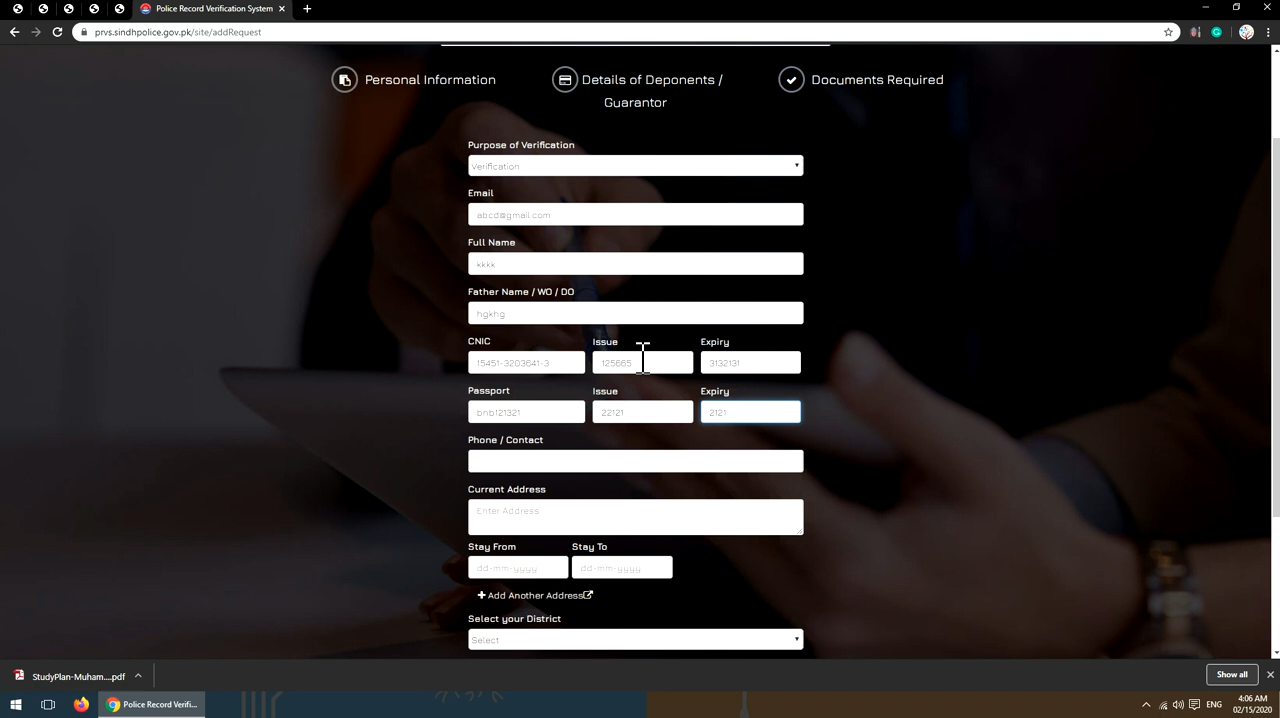 Police Record Verification System
prvs.sindhpolice.gov.pk/site/addRequest
Personal Information
Details of Deponents /
Guarantor
Documents Required
Purpose of Verification
Verification
Email
abcd@gmail.com
Full Name
kkkk
Father Name / WO / DO
hgkhg
CNIC Issue Expiry
15451-3203641-3 125665 3132131
Passport Issue Expiry
bnb121321 22121 2121
Phone / Contact
Current Address
Enter Address
Stay From Stay To
dd-mm-yyyy dd-mm-yyyy
Add Another Address
Select your District
Select
StudyPlan-Muham....pdf
Show all
Police Record Verifi...
ENG
4:06 AM
02/15/2020